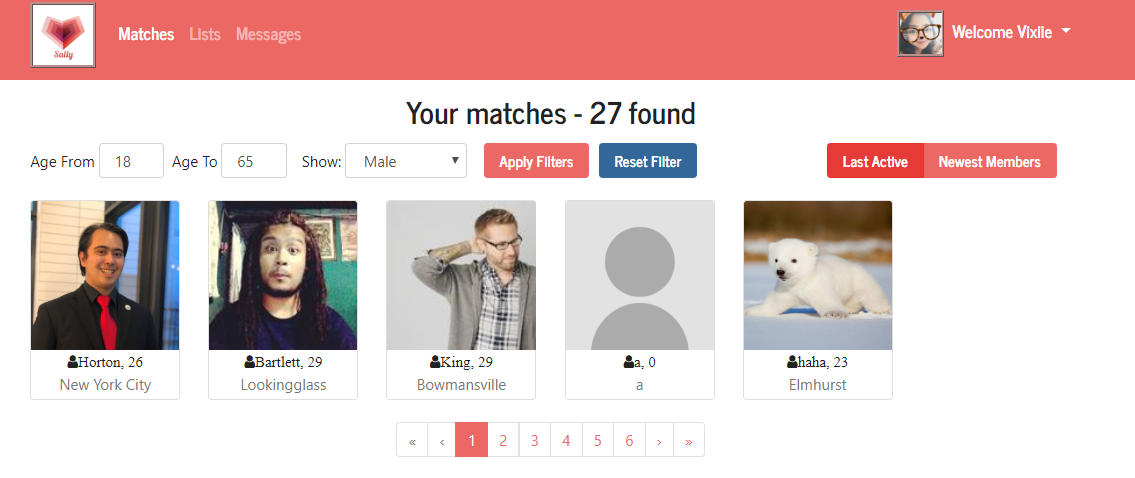 Sally
Matches Lists Messages
Welcome Vixiie
Your matches - 27 found
Age From 18 Age To 65 Show: Male Apply Filters Reset Filter Last Active Newest Members
Horton, 26 Bartlett, 29 King, 29 a, 0 haha, 23
New York City Lookingglass Bowmansville a Elmhurst
« ‹ 1 2 3 4 5 6 › »